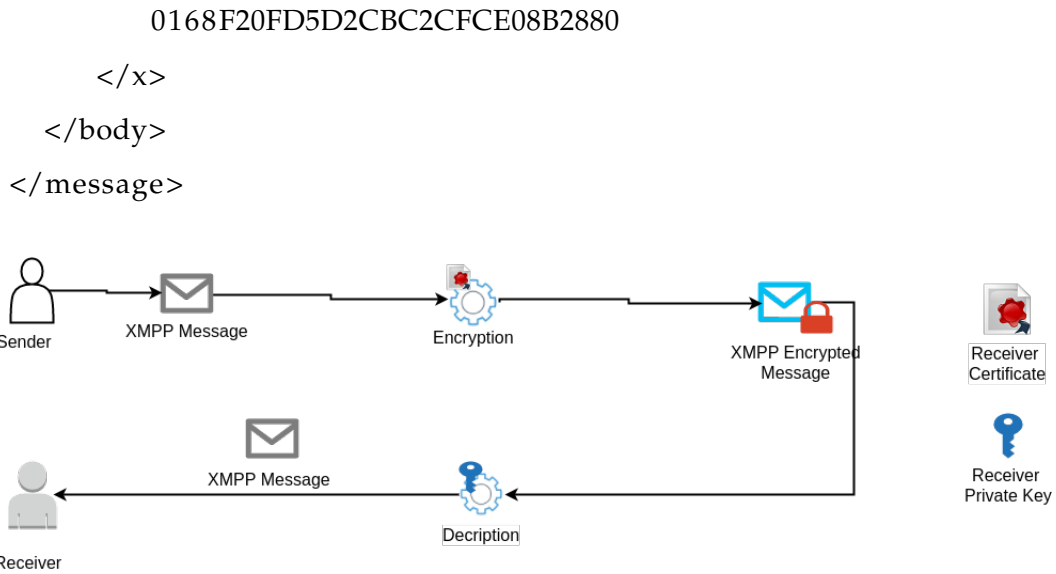 0168F20FD5D2CBC2CFCE08B2880
</x>
</body>
</message>
Sender
XMPP Message
Encryption
XMPP Encrypted
Message
Receiver
Certificate
XMPP Message
Receiver
Private Key
Decription
Receiver